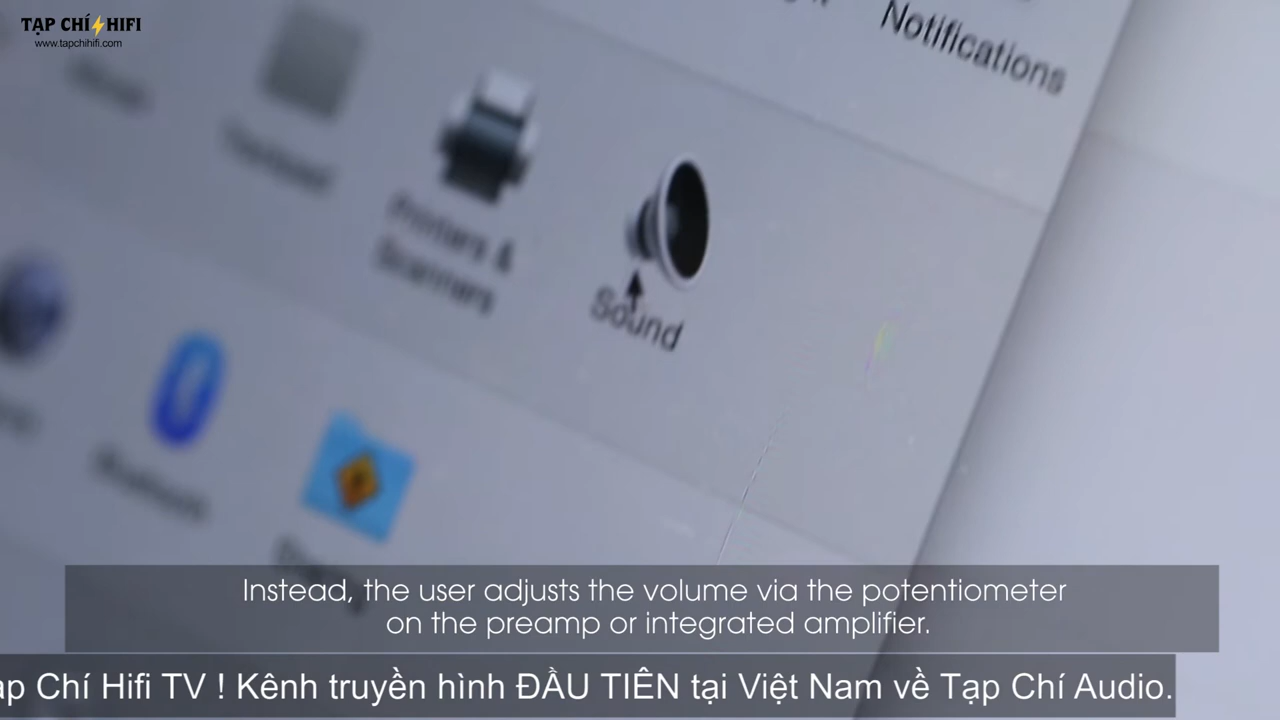 TẠP CHÍ HIFI
www.tapchihifi.com
Notifications
Printers &
Scanners
Sound
Instead, the user adjusts the volume via the potentiometer
on the preamp or integrated amplifier.
ạp Chí Hifi TV ! Kênh truyền hình ĐẦU TIÊN tại Việt Nam về Tạp Chí Audio.